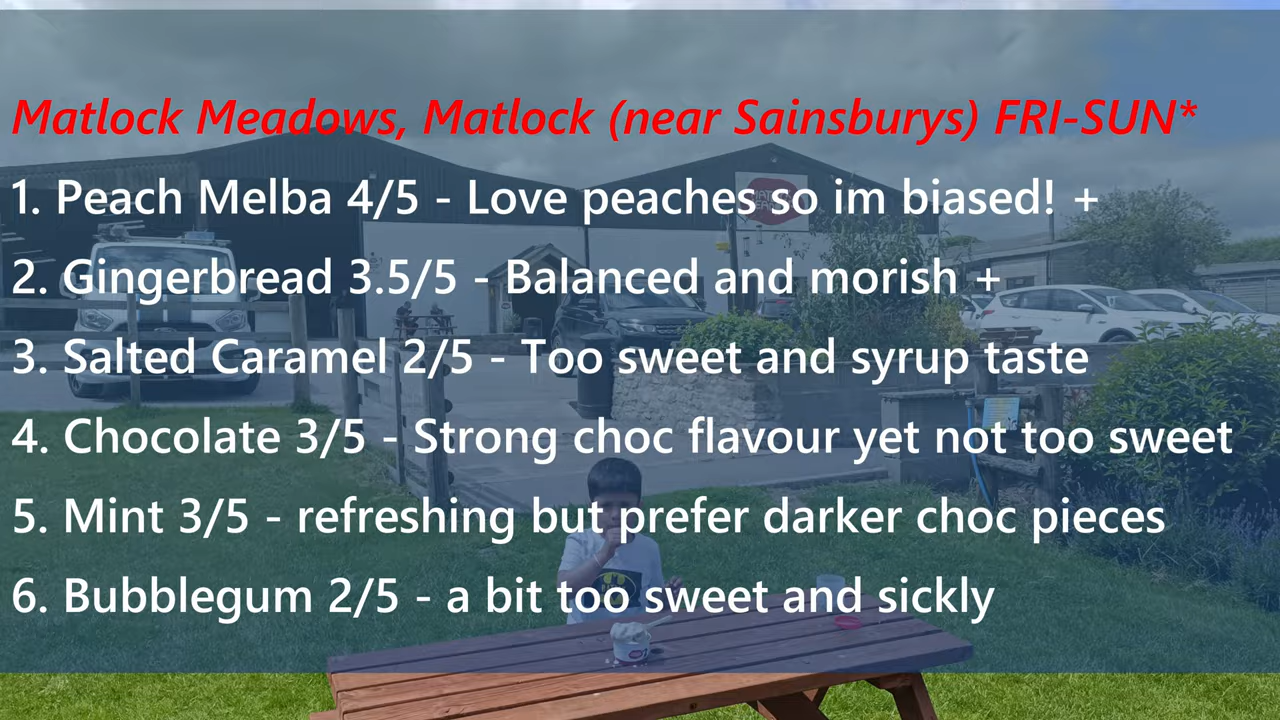 Matlock Meadows, Matlock (near Sainsburys) FRI-SUN*
1. Peach Melba 4/5 - Love peaches so im biased! +
2. Gingerbread 3.5/5 - Balanced and morish +
3. Salted Caramel 2/5 - Too sweet and syrup taste
4. Chocolate 3/5 - Strong choc flavour yet not too sweet
5. Mint 3/5 - refreshing but prefer darker choc pieces
6. Bubblegum 2/5 - a bit too sweet and sickly